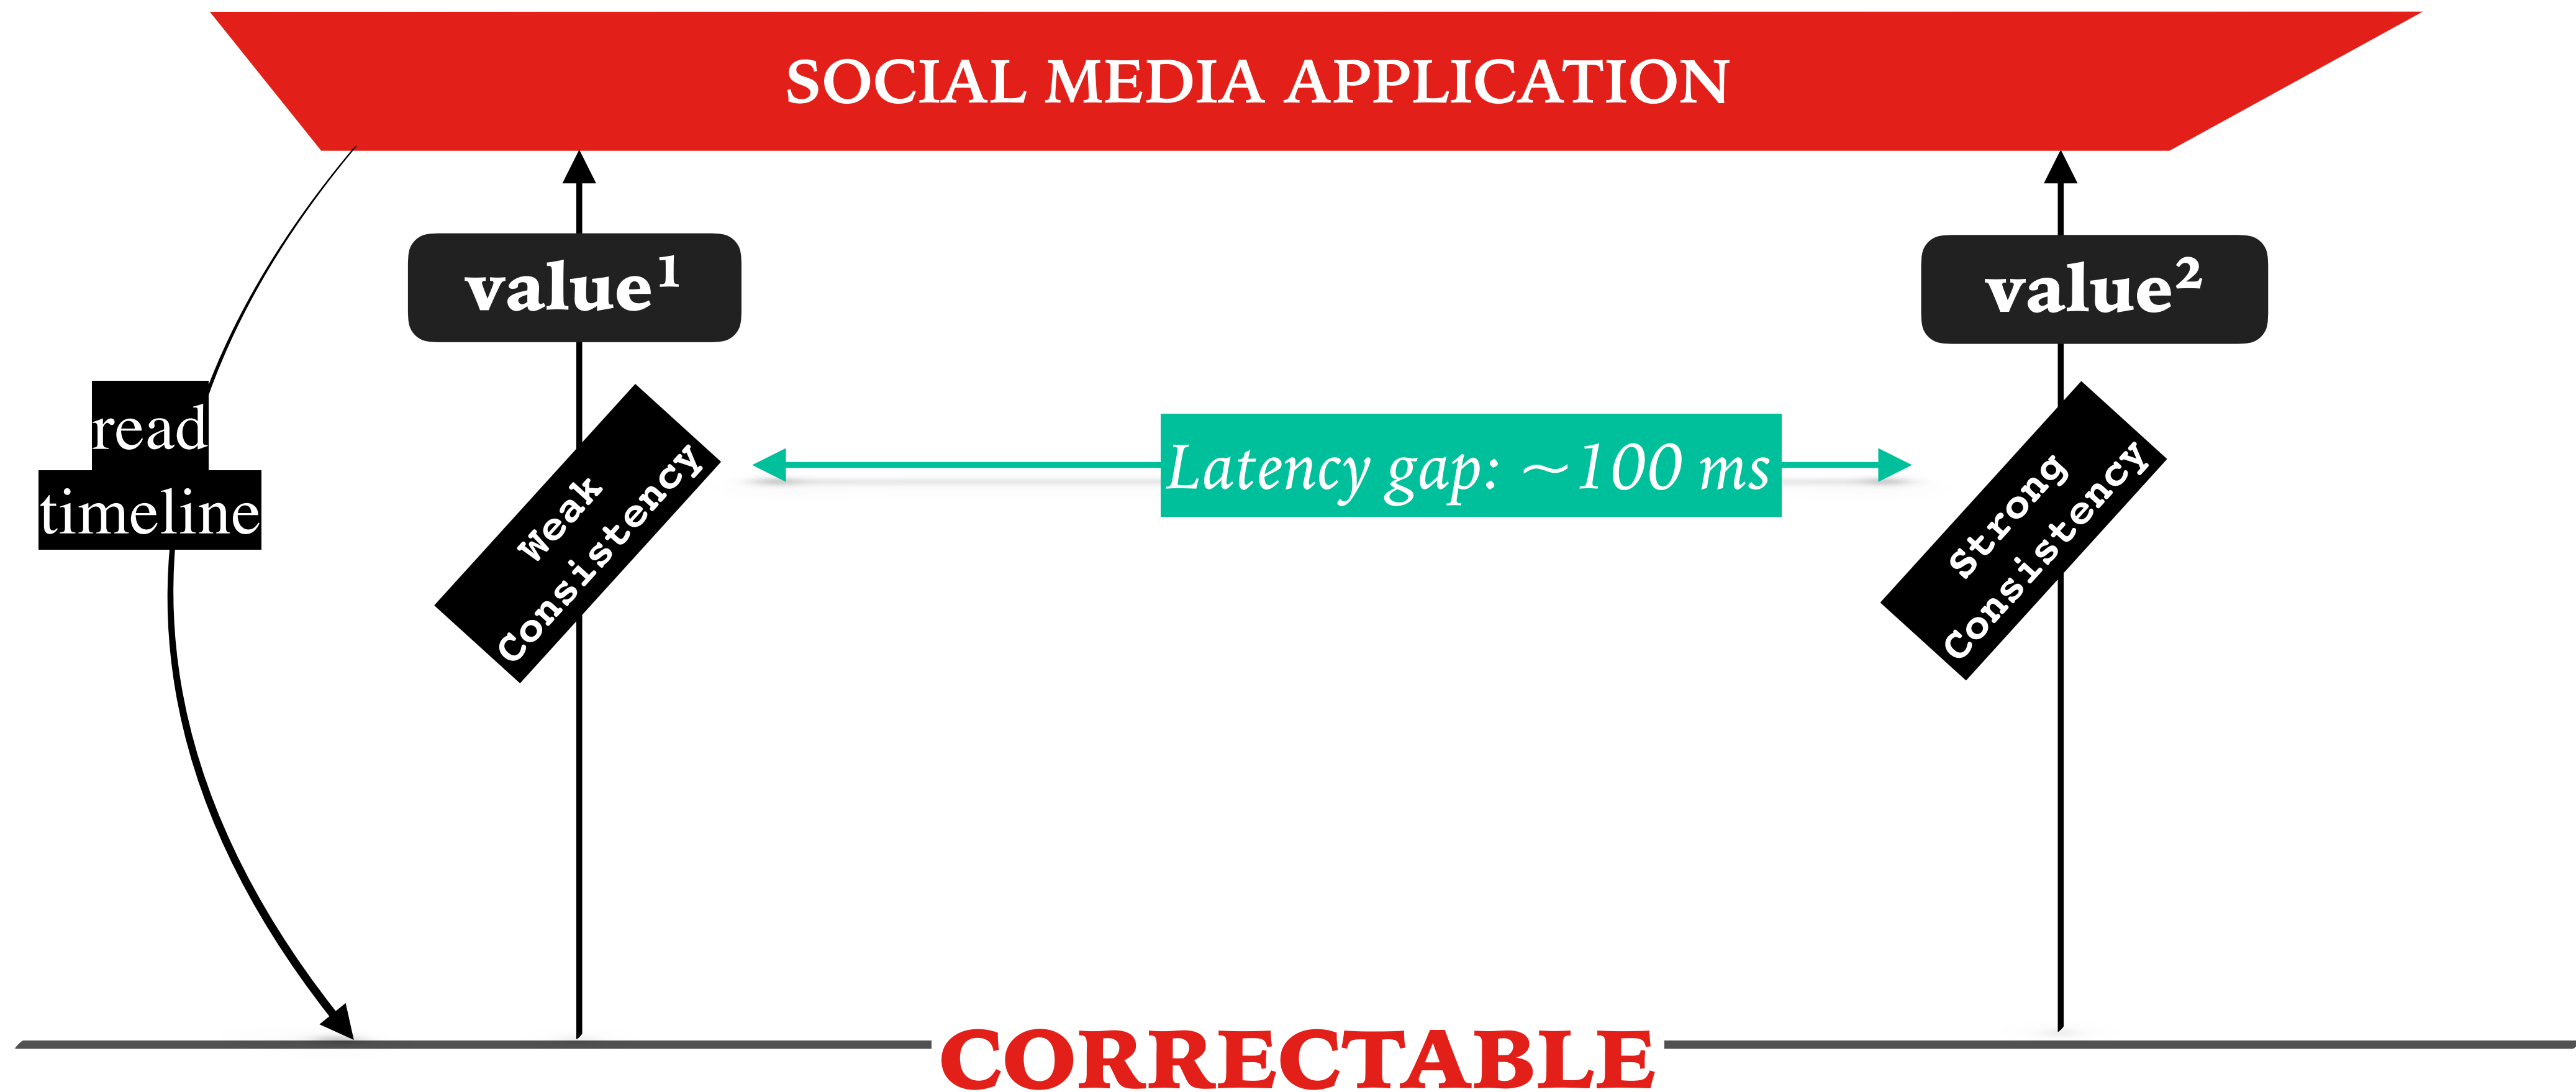 SOCIAL MEDIA APPLICATION
value¹
value²
read
timeline
Weak
Consistency
Latency gap: ~100 ms
Strong
Consistency
CORRECTABLE